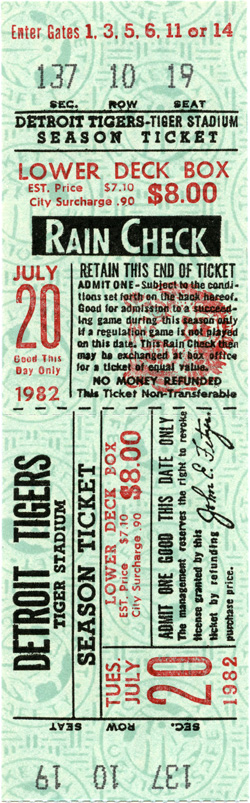 Enter Gates 1, 3, 5, 6, 11 or 14
137 10 19
SEC. ROW SEAT
DETROIT TIGERS-TIGER STADIUM
SEASON TICKET
LOWER DECK BOX
EST. Price $7.10
City Surcharge .90
$8.00
RAIN CHECK
JULY
20
Good This
Day Only
1982
RETAIN THIS END OF TICKET
ADMIT ONE-Subject to the condi-
tions set forth on the back hereof.
Good for admission to a succeed-
ing game during this season only
if a regulation game is not played
on this date. This Rain Check then
may be exchanged at box office
for a ticket of equal value.
NO MONEY REFUNDED
This Ticket Non-Transferable
DETROIT TIGERS
TIGER STADIUM
SEASON TICKET
LOWER DECK BOX
EST. Price $7.10
City Surcharge .90
$8.00
TUES.
JULY
20
1982
ADMIT ONE GOOD THIS DATE ONLY
The management reserves the right to revoke
license granted by this
ticket by refunding
purchase price.
John E. Fetzer
SEC. ROW SEAT
137 10 19